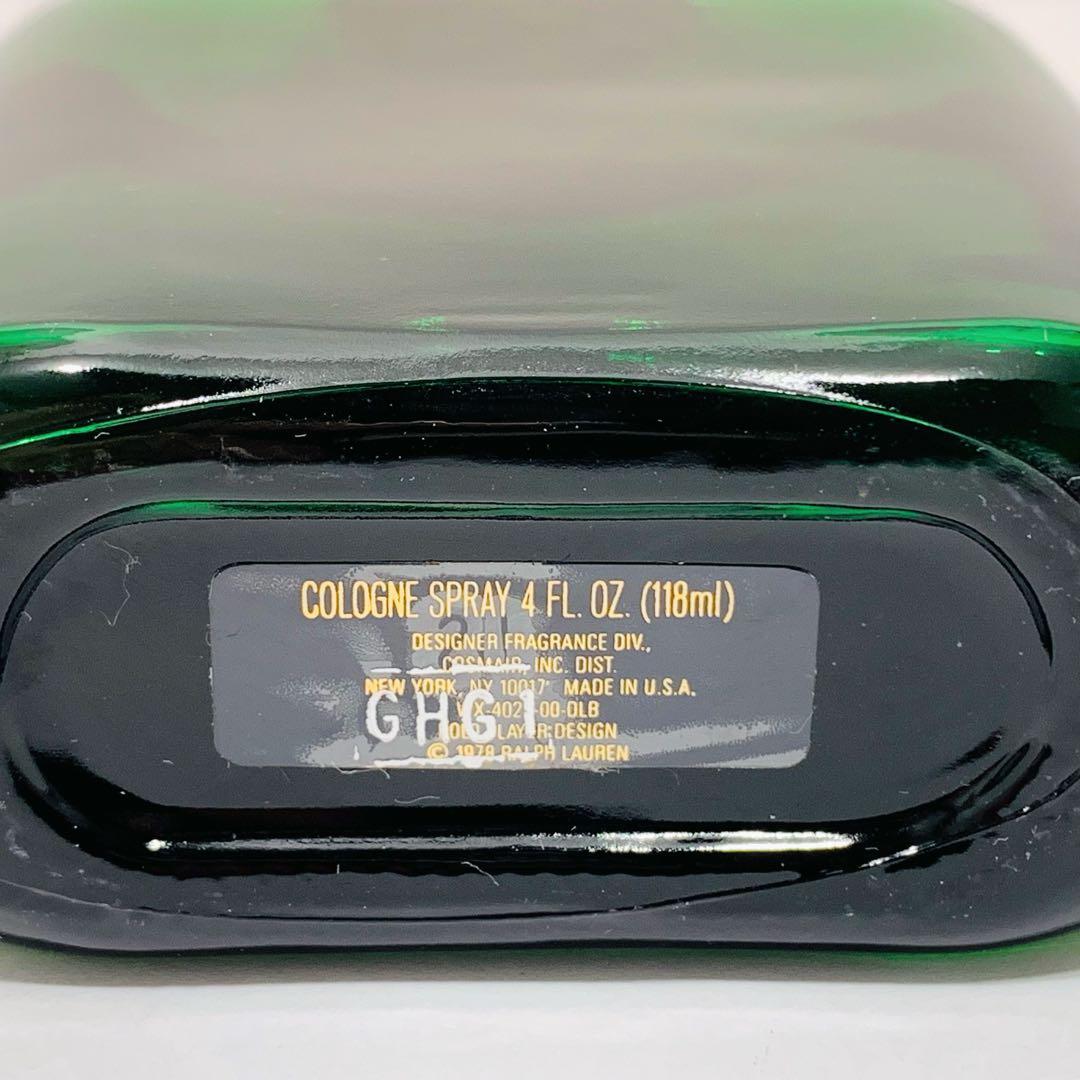 COLOGNE SPRAY 4 FL. OZ. (118ml)
DESIGNER FRAGRANCE DIV.,
COSMAIR, INC. DIST.
NEW YORK, NY 10017 MADE IN U.S.A.
GHG1
DESIGN
© 1978 RALPH LAUREN